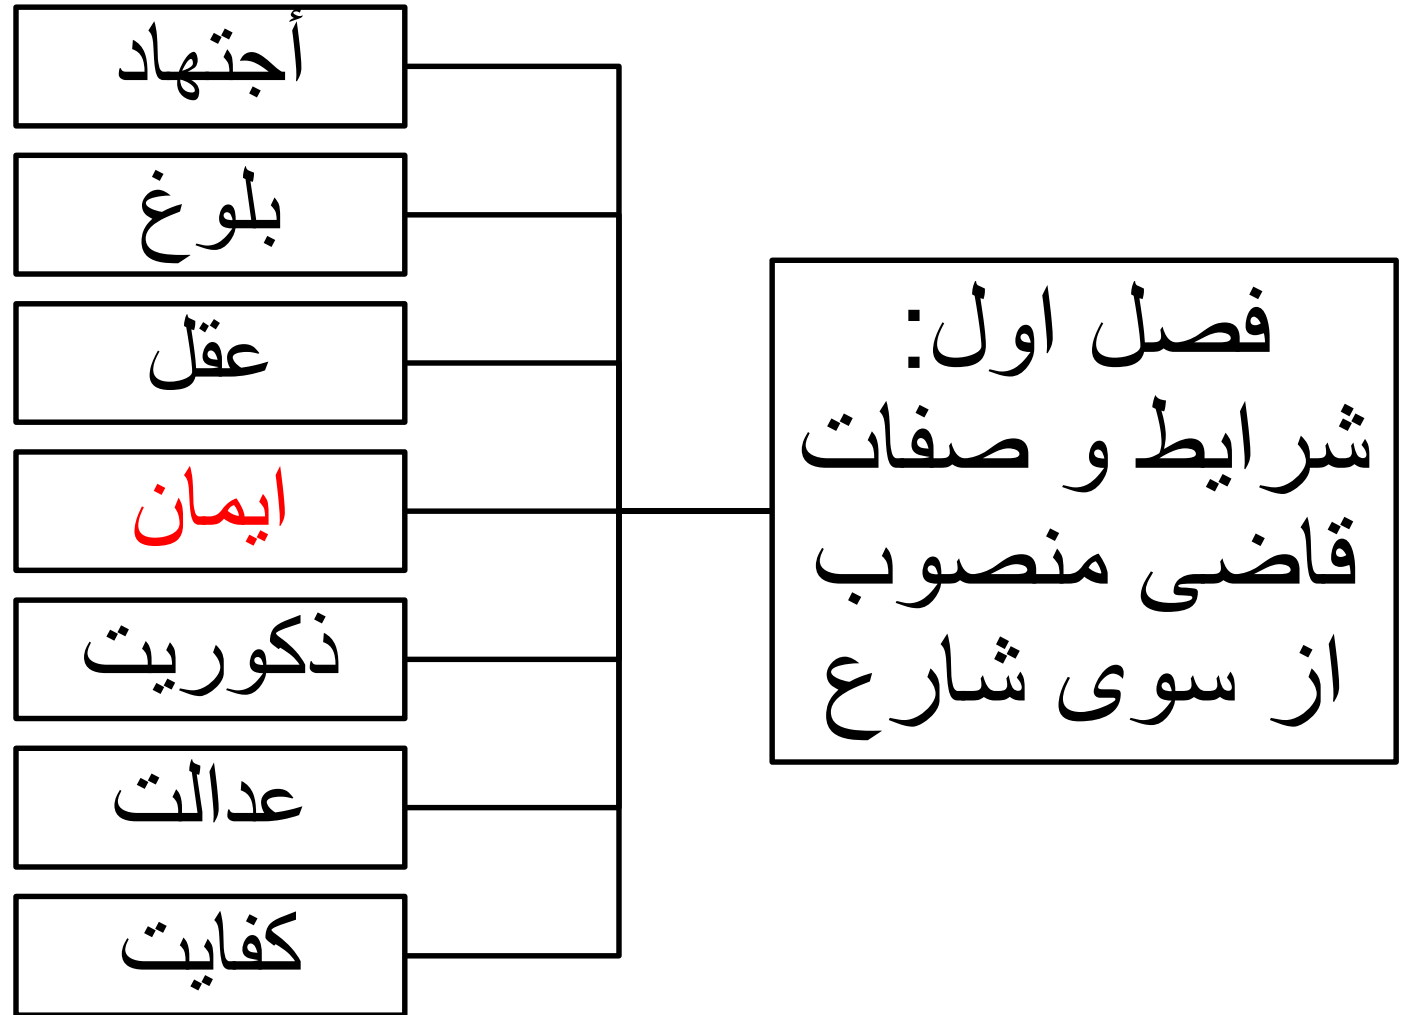 فصل اول:
شرایط و صفات
قاضی منصوب
از سوی شارع
أجتهاد
بلوغ
عقل
ایمان
ذکوریت
عدالت
کفایت